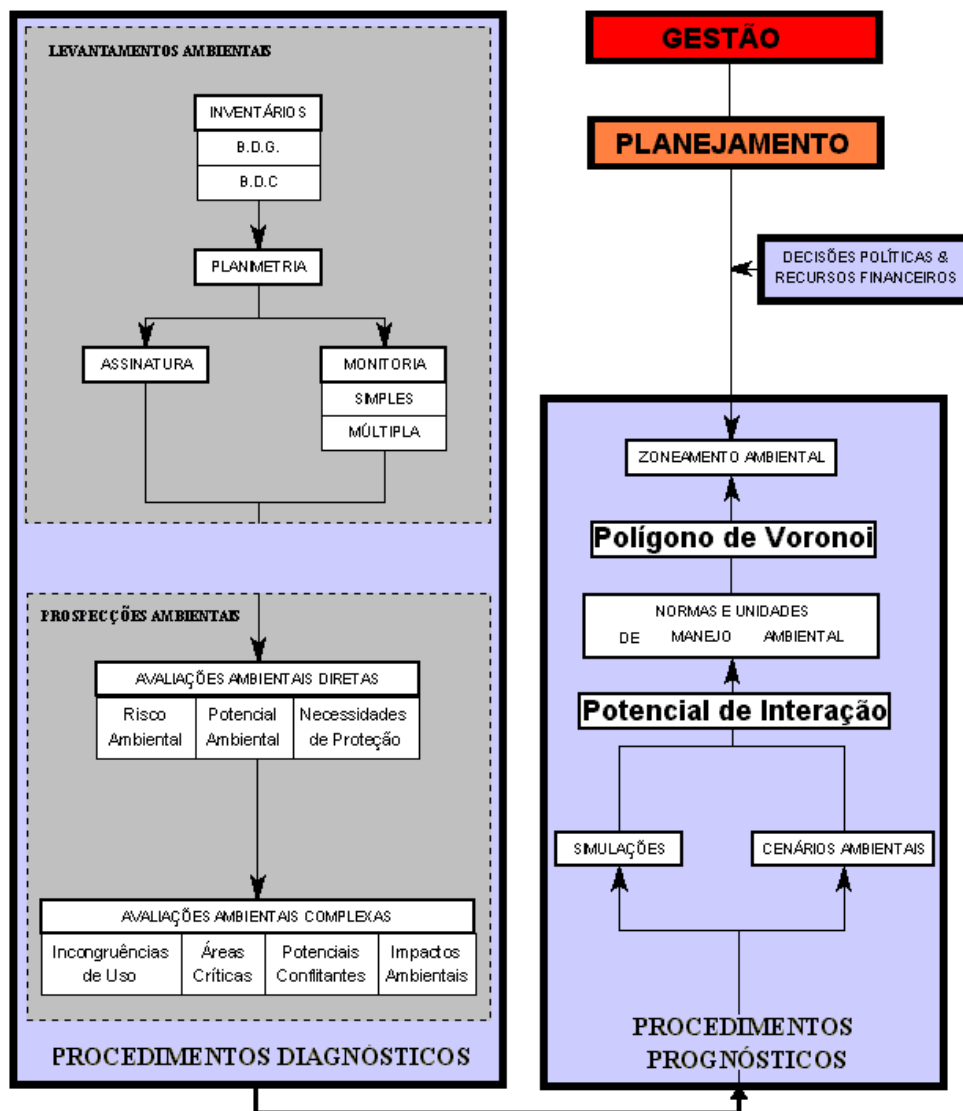 LEVANTAMENTOS AMBIENTAIS
INVENTÁRIOS
B.D.G.
B.D.C
PLANIMETRIA
ASSINATURA
MONITORIA
SIMPLES
MÚLTIPLA
PROSPECÇÕES AMBIENTAIS
AVALIAÇÕES AMBIENTAIS DIRETAS
Risco
Ambiental
Potencial
Ambiental
Necessidades
de Proteção
AVALIAÇÕES AMBIENTAIS COMPLEXAS
Incongruências
de Uso
Áreas
Críticas
Potenciais
Conflitantes
Impactos
Ambientais
PROCEDIMENTOS DIAGNÓSTICOS
GESTÃO
PLANEJAMENTO
DECISÕES POLÍTICAS &
RECURSOS FINANCEIROS
ZONEAMENTO AMBIENTAL
Polígono de Voronoi
NORMAS E UNIDADES
DE MANEJO AMBIENTAL
Potencial de Interação
SIMULAÇÕES
CENÁRIOS AMBIENTAIS
PROCEDIMENTOS
PROGNÓSTICOS